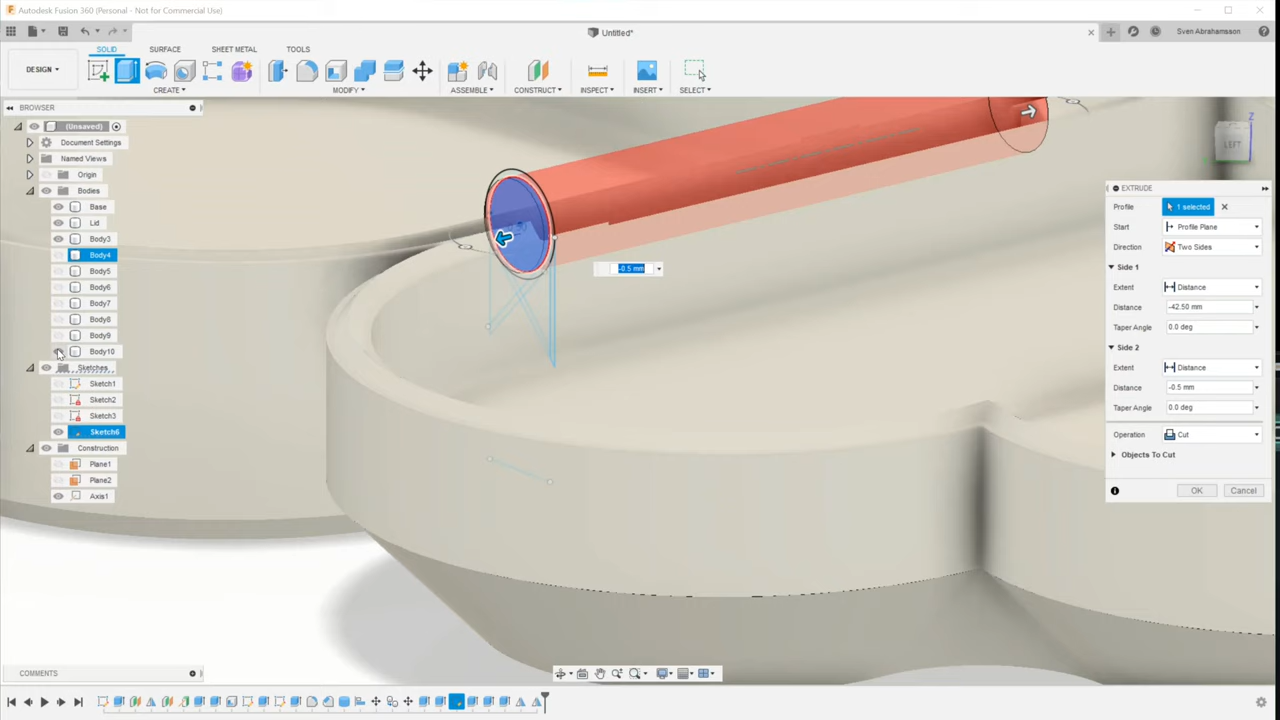 Autodesk Fusion 360 (Personal - Not for Commercial Use)
Untitled*
Sven Abrahamsson
DESIGN
SOLID
SURFACE
SHEET METAL
TOOLS
CREATE
MODIFY
ASSEMBLE
CONSTRUCT
INSPECT
INSERT
SELECT
BROWSER
(Unsaved)
Document Settings
Named Views
Origin
Bodies
Base
Lid
Body3
Body4
Body5
Body6
Body7
Body8
Body9
Body10
Sketches
Sketch1
Sketch2
Sketch3
Sketch6
Construction
Plane1
Plane2
Axis1
-0.5 mm
Z
LEFT
EXTRUDE
Profile 1 selected
Start Profile Plane
Direction Two Sides
Side 1
Extent Distance
Distance -42.50 mm
Taper Angle 0.0 deg
Side 2
Extent Distance
Distance -0.5 mm
Taper Angle 0.0 deg
Operation Cut
Objects To Cut
OK Cancel
COMMENTS